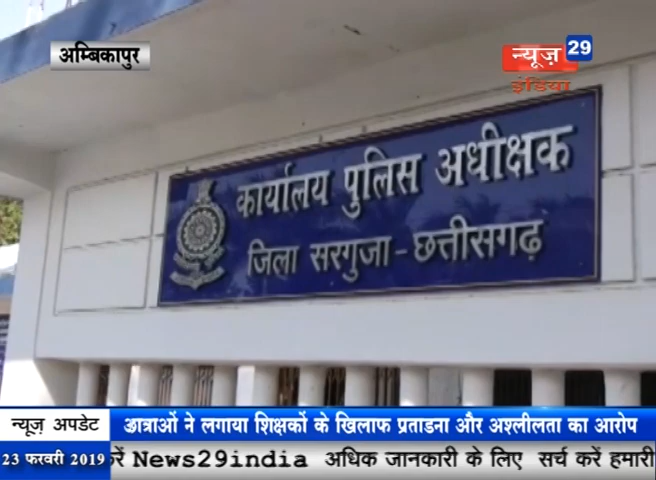 अम्बिकापुर
न्यूज़ 29
इंडिया
कार्यालय पुलिस अधीक्षक
जिला सरगुजा - छत्तीसगढ़
न्यूज़ अपडेट
छात्राओं ने लगाया शिक्षकों के खिलाफ प्रताडना और अश्लीलता का आरोप
23 फरवरी 2019
रें News29india अधिक जानकारी के लिए सर्च करें हमारी